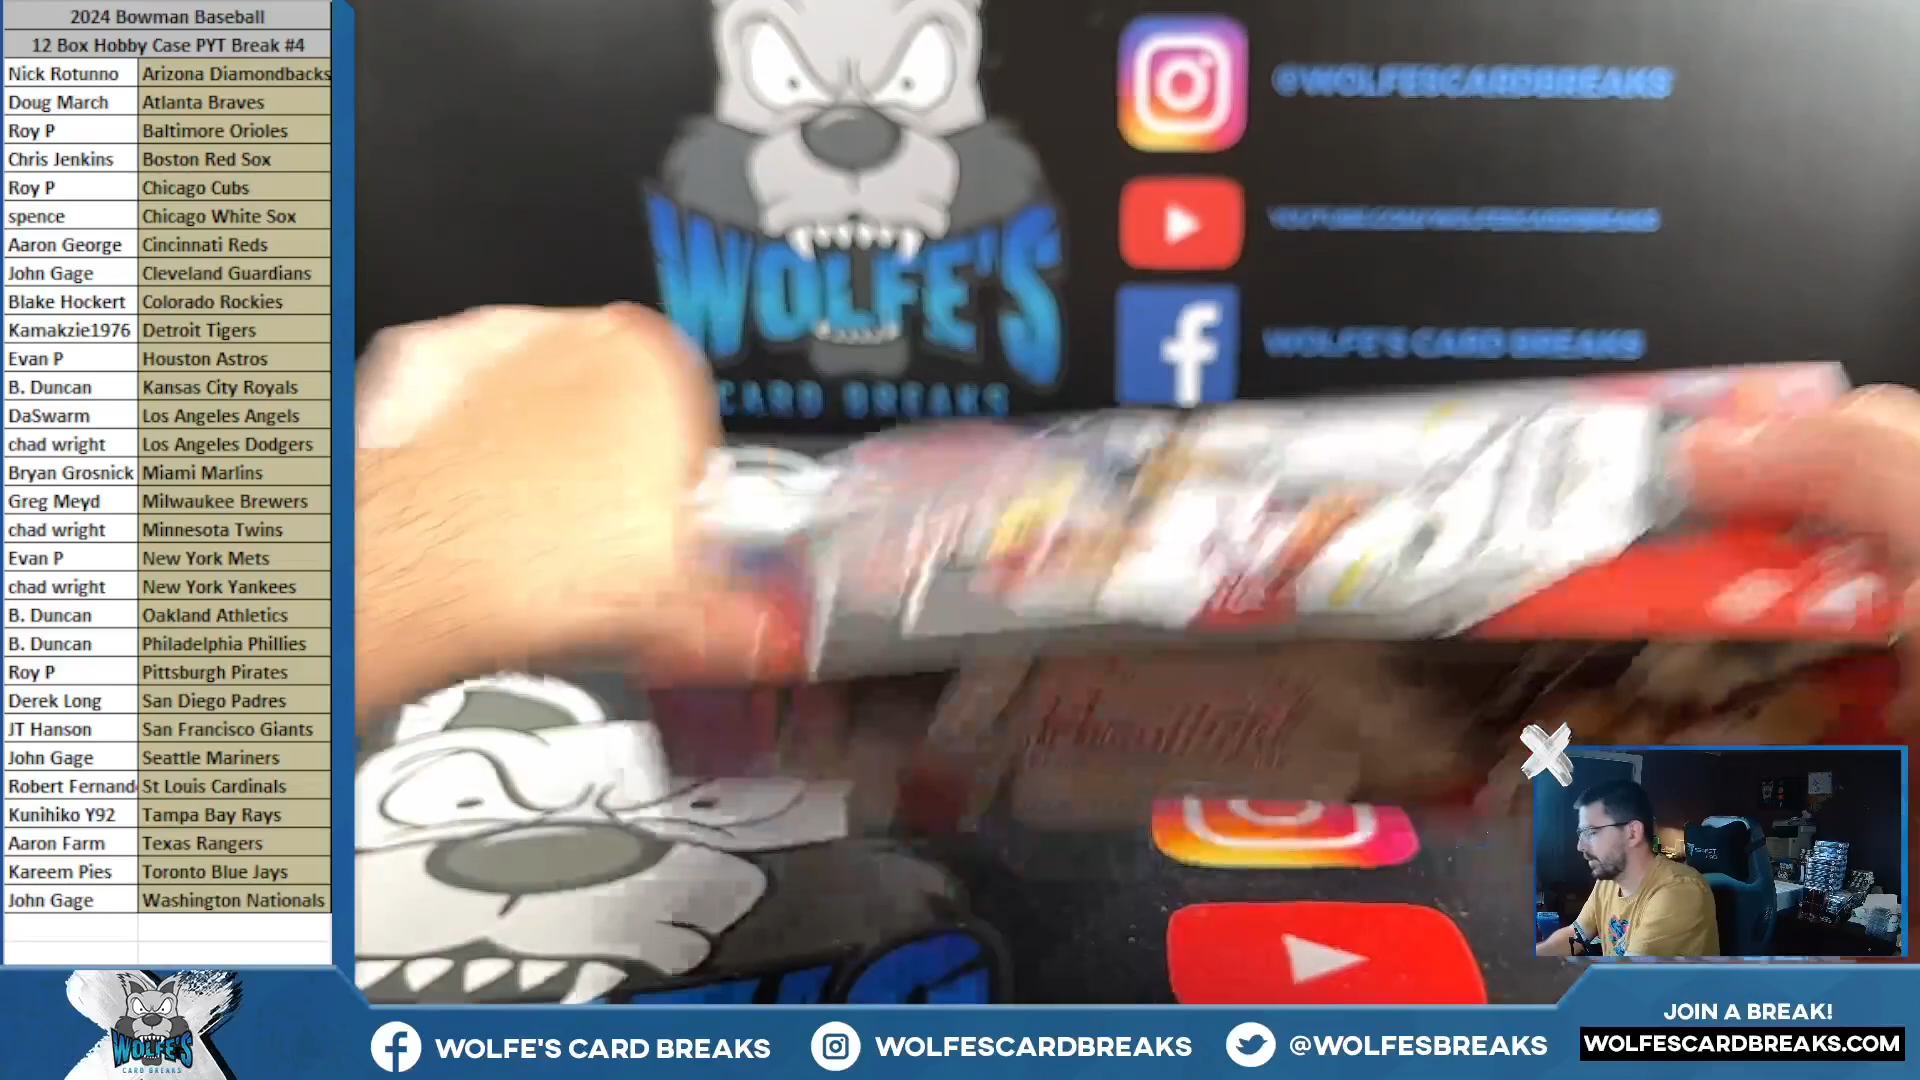 2024 Bowman Baseball
12 Box Hobby Case PYT Break #4
Nick Rotunno Arizona Diamondbacks
Doug March Atlanta Braves
Roy P Baltimore Orioles
Chris Jenkins Boston Red Sox
Roy P Chicago Cubs
spence Chicago White Sox
Aaron George Cincinnati Reds
John Gage Cleveland Guardians
Blake Hockert Colorado Rockies
Kamakzie1976 Detroit Tigers
Evan P Houston Astros
B. Duncan Kansas City Royals
DaSwarm Los Angeles Angels
chad wright Los Angeles Dodgers
Bryan Grosnick Miami Marlins
Greg Meyd Milwaukee Brewers
chad wright Minnesota Twins
Evan P New York Mets
chad wright New York Yankees
B. Duncan Oakland Athletics
B. Duncan Philadelphia Phillies
Roy P Pittsburgh Pirates
Derek Long San Diego Padres
JT Hanson San Francisco Giants
John Gage Seattle Mariners
Robert Fernand St Louis Cardinals
Kunihiko Y92 Tampa Bay Rays
Aaron Farm Texas Rangers
Kareem Pies Toronto Blue Jays
John Gage Washington Nationals
WOLFE'S
CARD BREAKS
@WOLFESCARDBREAKS
YOUTUBE.COM/WOLFESCARDBREAKS
WOLFE'S CARD BREAKS
WOLFE'S
CARD BREAKS
WOLFE'S CARD BREAKS
WOLFESCARDBREAKS
@WOLFESBREAKS
JOIN A BREAK!
WOLFESCARDBREAKS.COM